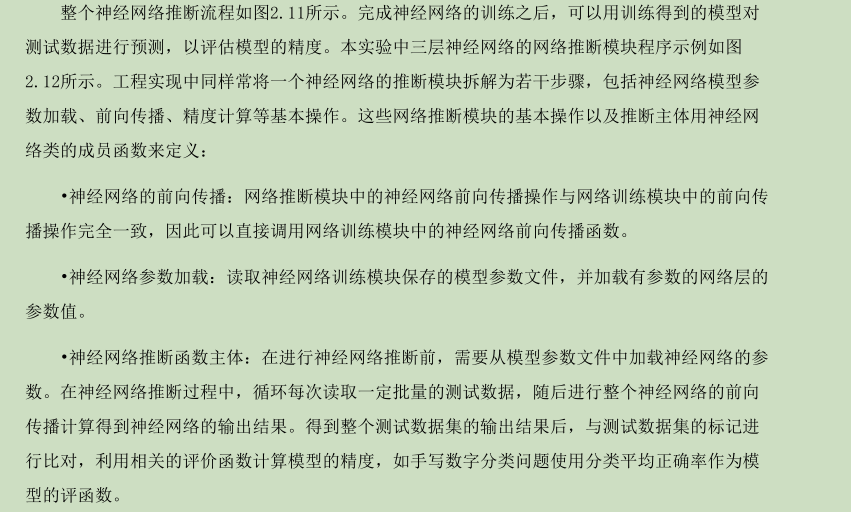 整个神经网络推断流程如图2.11所示。完成神经网络的训练之后，可以用训练得到的模型对
测试数据进行预测，以评估模型的精度。本实验中三层神经网络的网络推断模块程序示例如图
2.12所示。工程实现中同样常将一个神经网络的推断模块拆解为若干步骤，包括神经网络模型参
数加载、前向传播、精度计算等基本操作。这些网络推断模块的基本操作以及推断主体用神经网
络类的成员函数来定义：
•神经网络的前向传播：网络推断模块中的神经网络前向传播操作与网络训练模块中的前向传
播操作完全一致，因此可以直接调用网络训练模块中的神经网络前向传播函数。
•神经网络参数加载：读取神经网络训练模块保存的模型参数文件，并加载有参数的网络层的
参数值。
•神经网络推断函数主体：在进行神经网络推断前，需要从模型参数文件中加载神经网络的参
数。在神经网络推断过程中，循环每次读取一定批量的测试数据，随后进行整个神经网络的前向
传播计算得到神经网络的输出结果。得到整个测试数据集的输出结果后，与测试数据集的标记进
行比对，利用相关的评价函数计算模型的精度，如手写数字分类问题使用分类平均正确率作为模
型的评函数。